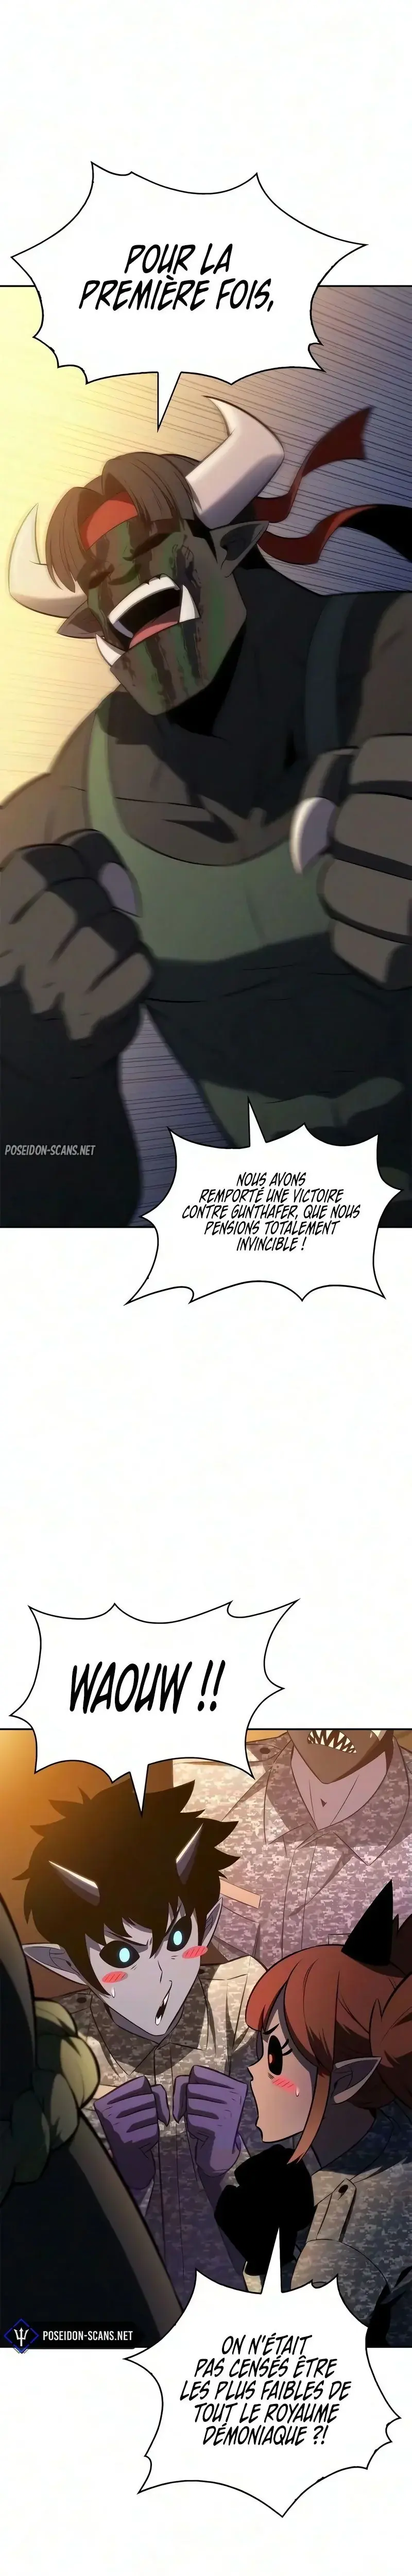 POUR LA
PREMIÈRE FOIS,
POSEIDON-SCANS.NET
NOUS AVONS
REMPORTÉ UNE VICTOIRE
CONTRE GUNTHAFER, QUE NOUS
PENSIONS TOTALEMENT
INVINCIBLE !
WAOUW !!
POSEIDON-SCANS.NET
ON N'ÉTAIT
PAS CENSÉS ÊTRE
LES PLUS FAIBLES DE
TOUT LE ROYAUME
DÉMONIAQUE ?!